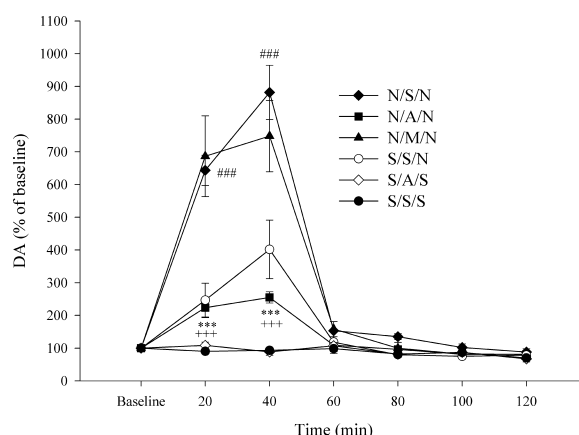 1100
1000
900
800
700
600
500
400
300
200
100
0
DA (% of baseline)
###
###
***
+++
***
+++
N/S/N
N/A/N
N/M/N
S/S/N
S/A/S
S/S/S
Baseline 20 40 60 80 100 120
Time (min)